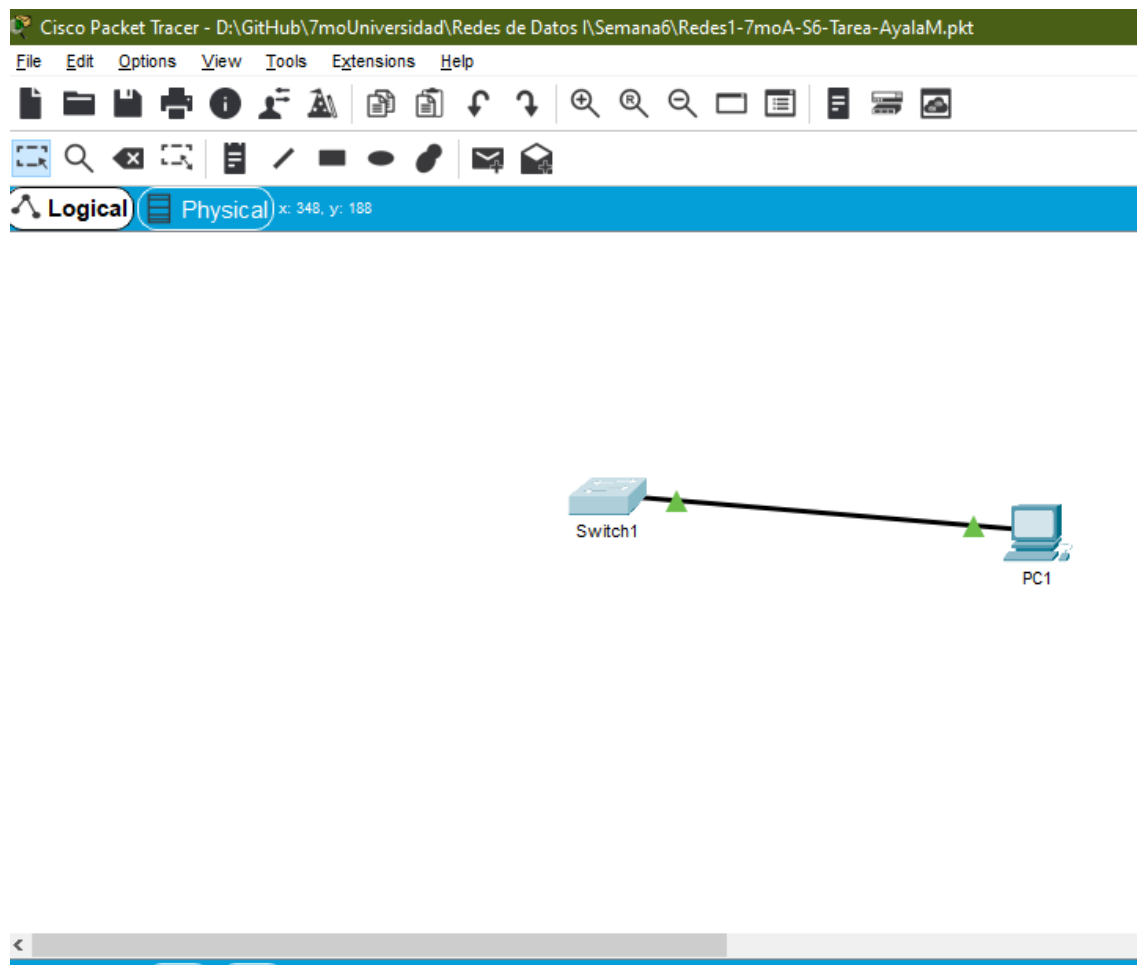 Cisco Packet Tracer - D:\GitHub\7moUniversidad\Redes de Datos I\Semana6\Redes1-7moA-S6-Tarea-AyalaM.pkt
File Edit Options View Tools Extensions Help
Logical Physical x: 348, y: 188
Switch1
PC1